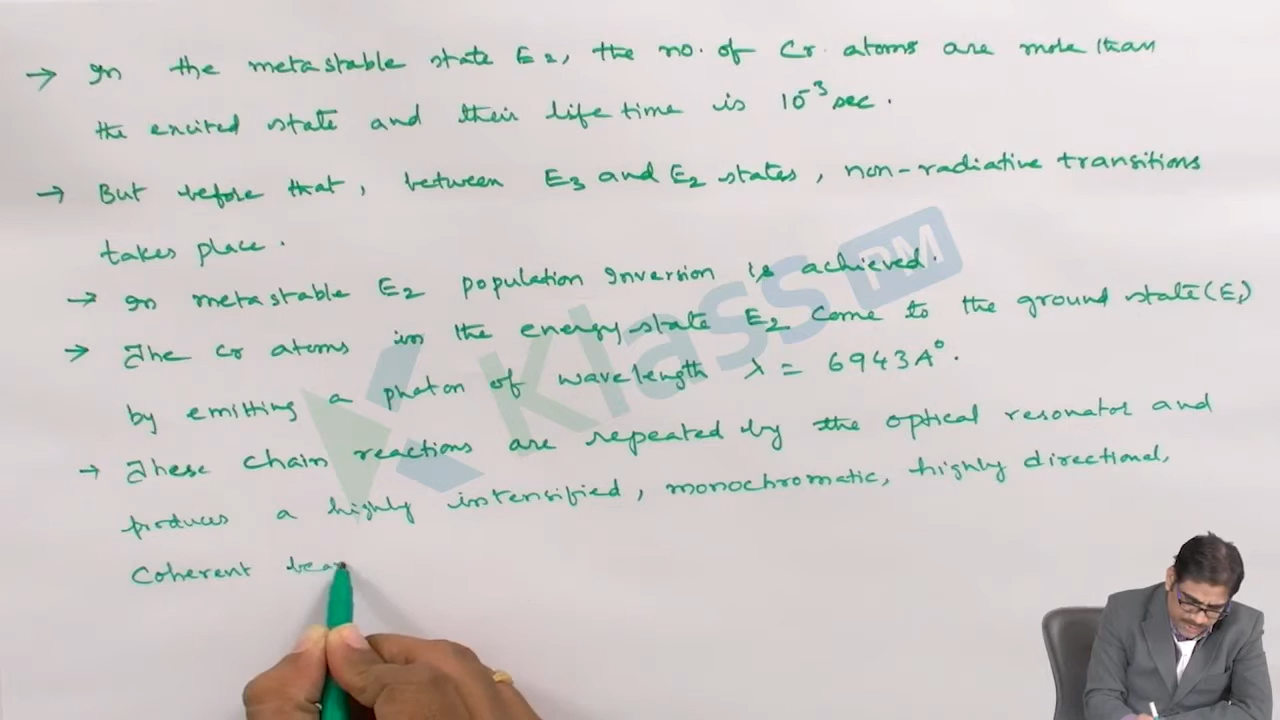 → In the metastable state E2, the no. of Cr atoms are more than
the excited state and their life time is 10⁻³ sec.
→ But before that, between E3 and E2 states, non-radiative transitions
takes place.
→ In metastable E2 population Inversion is achieved.
→ The Cr atoms in the energy state E2 come to the ground state (E1)
by emitting a photon of wavelength λ = 6943A°.
→ These chain reactions are repeated by the optical resonator and
produces a highly intensified, monochromatic, highly directional,
Coherent bea
Klass PM